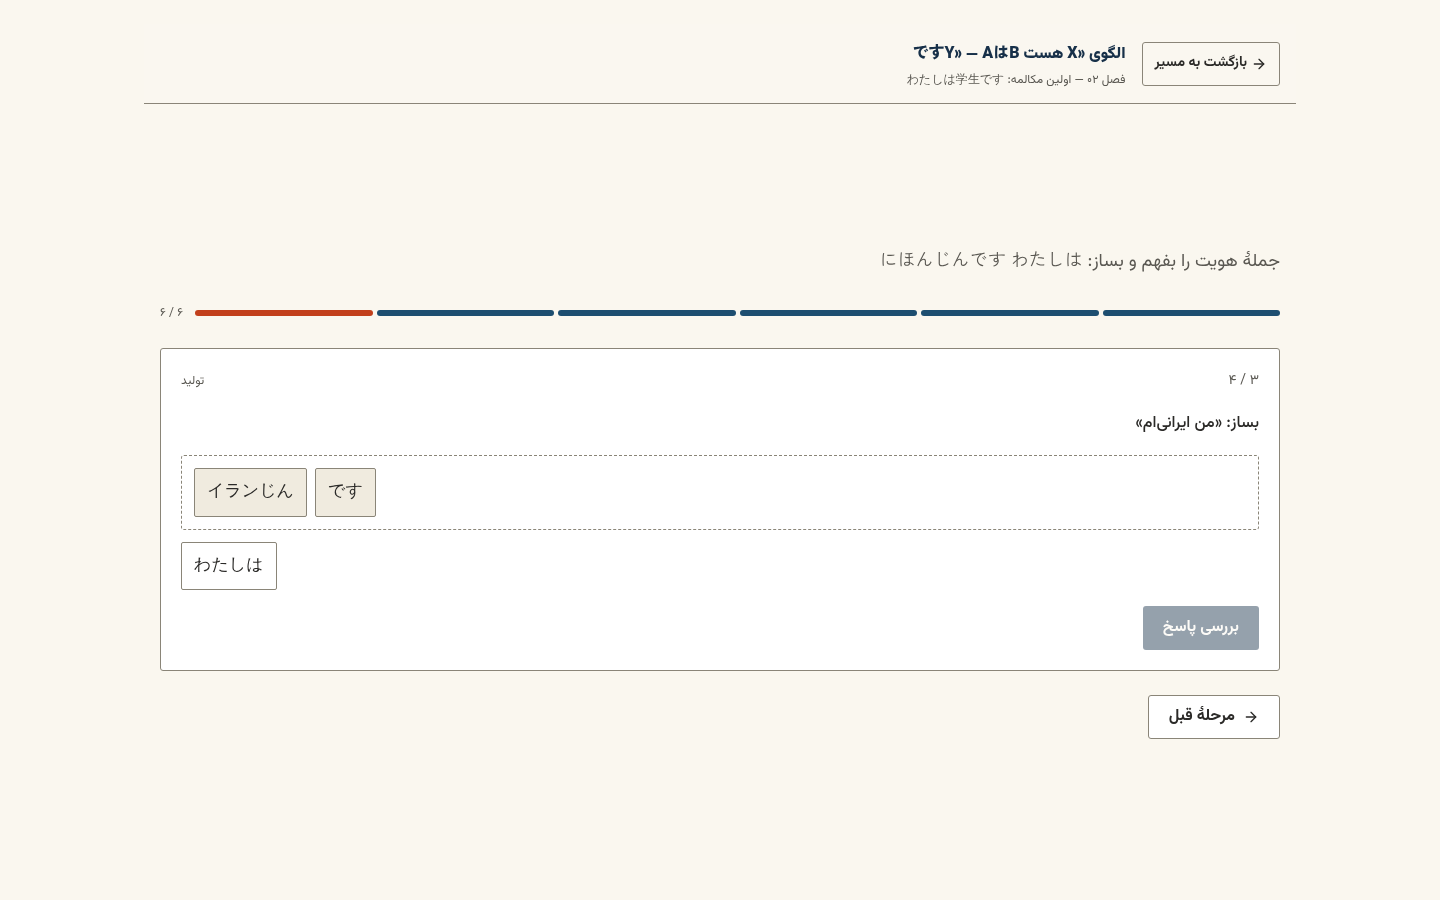 بازگشت به مسیر
الگوی «X هست Y» — AはBです
فصل ۰۲ — اولین مکالمه: わたしは学生です
جملهٔ هویت را بفهم و بساز: わたしは にほんじんです
۶ / ۶
۳ / ۴
تولید
بساز: «من ایرانی‌ام»
イランじん
です
わたしは
بررسی پاسخ
مرحلهٔ قبل